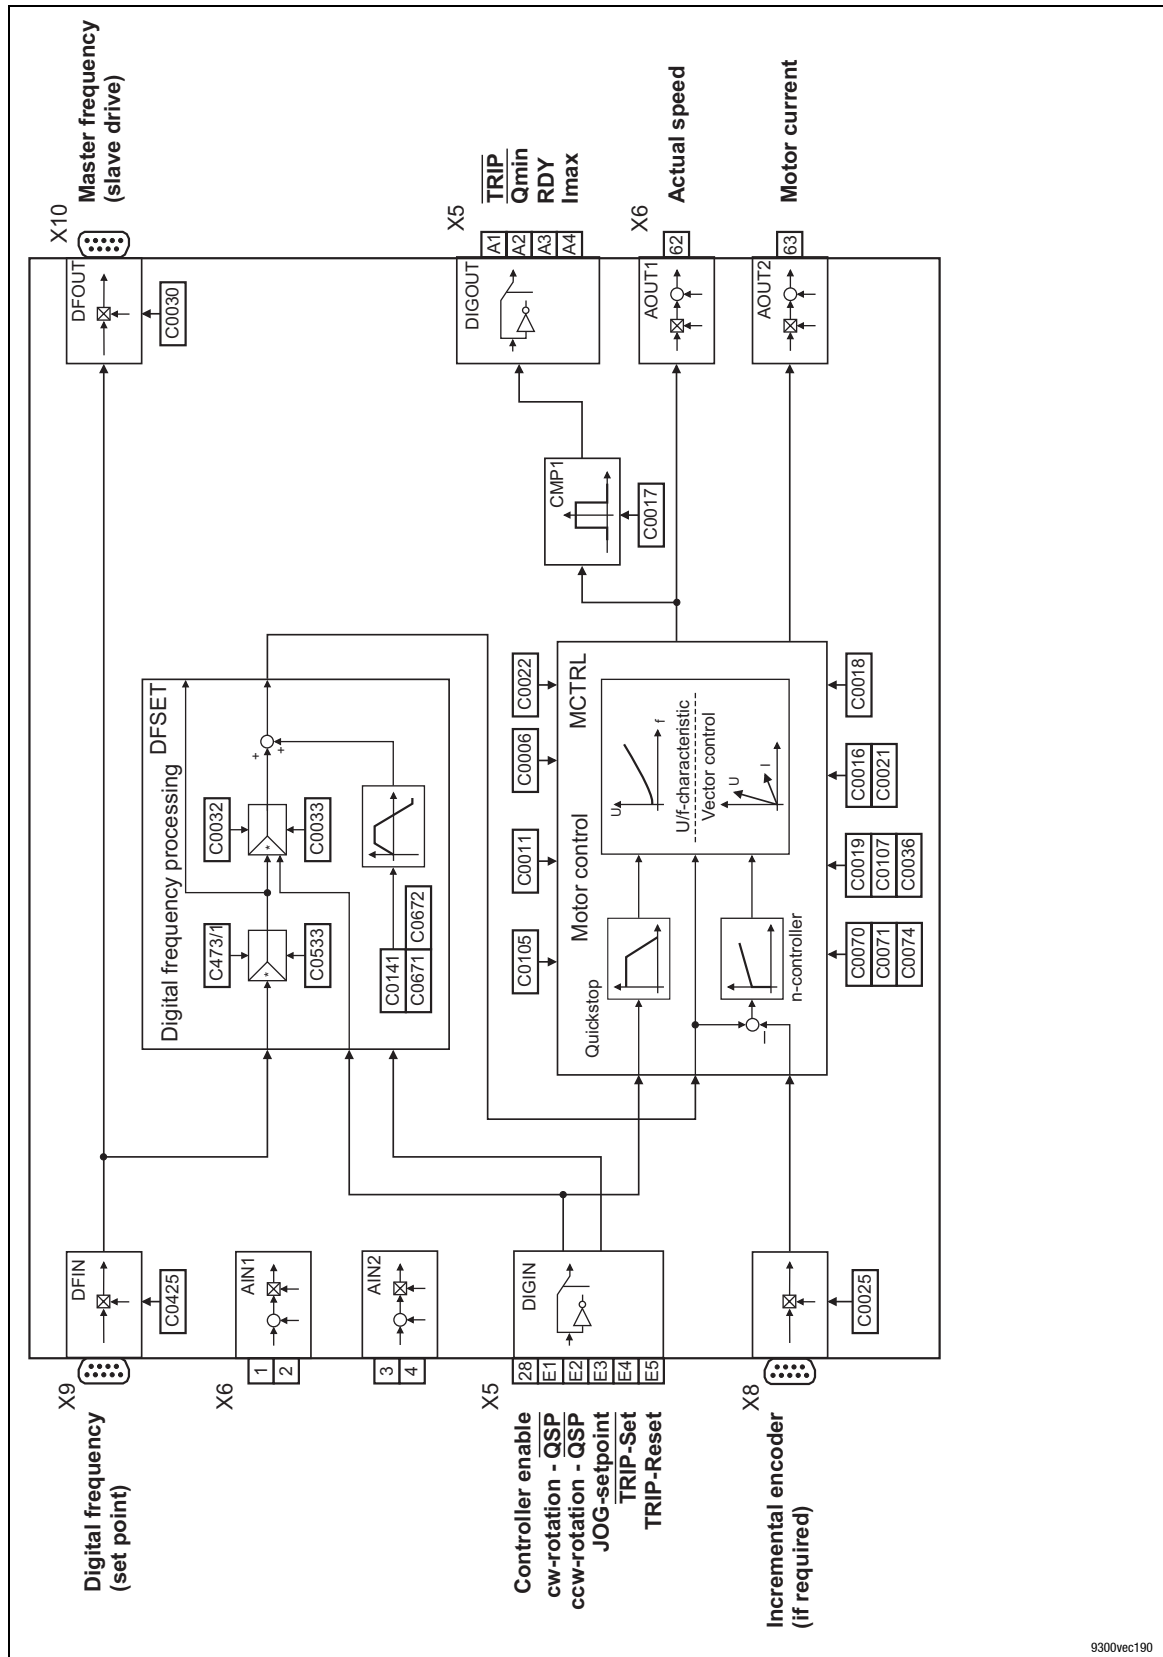 X9
Digital frequency
(set point)
DFIN
C0425
X6
1
2
AIN1
3
4
AIN2
X5
Controller enable
cw-rotation - QSP
ccw-rotation - QSP
JOG-setpoint
TRIP-Set
TRIP-Reset
28
E1
E2
E3
E4
E5
DIGIN
X8
Incremental encoder
(if required)
C0025
Digital frequency processing
DFSET
C473/1
C0533
*
C0032
C0033
*
+
+
C0141
C0671
C0672
C0105
C0011
C0006
C0022
Motor control
MCTRL
Quickstop
n-controller
U
f
U/f-characteristic
Vector control
U
I
C0070
C0071
C0074
C0019
C0107
C0036
C0016
C0021
C0018
CMP1
C0017
DFOUT
C0030
X10
Master frequency
(slave drive)
DIGOUT
X5
A1
A2
A3
A4
TRIP
Qmin
RDY
Imax
AOUT1
X6
62
Actual speed
AOUT2
63
Motor current
9300vec190